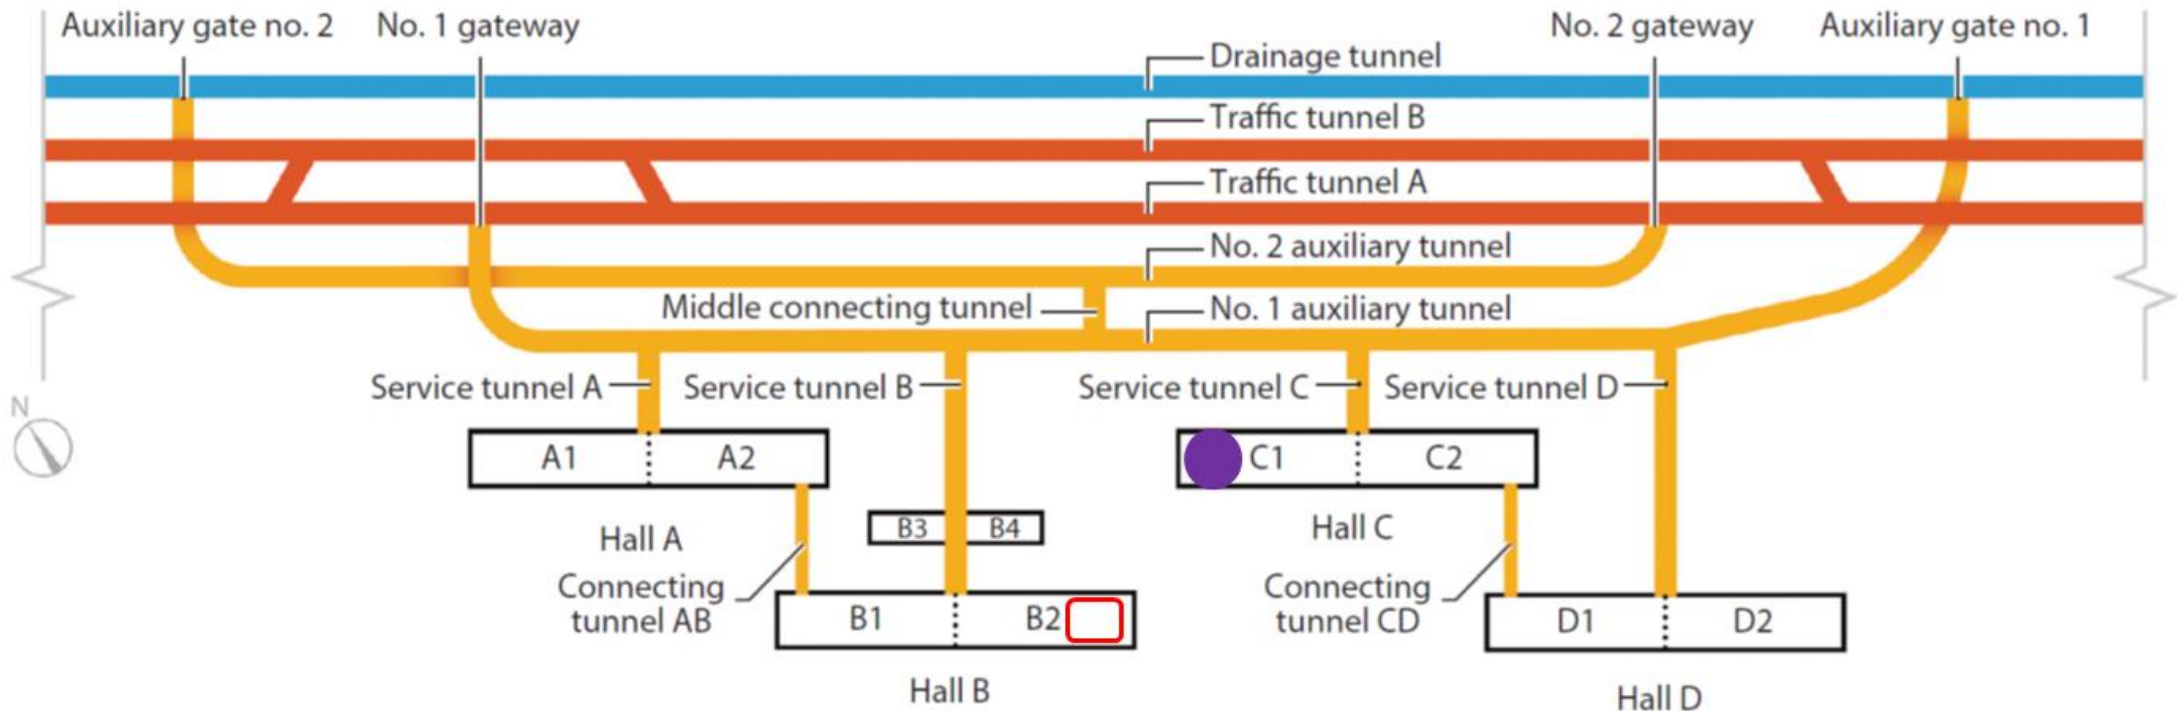 Auxiliary gate no. 2
No. 1 gateway
No. 2 gateway
Auxiliary gate no. 1
Drainage tunnel
Traffic tunnel B
Traffic tunnel A
No. 2 auxiliary tunnel
Middle connecting tunnel
No. 1 auxiliary tunnel
Service tunnel A
Service tunnel B
Service tunnel C
Service tunnel D
N
A1
A2
C1
C2
Hall A
B3
B4
Hall C
Connecting
tunnel AB
Connecting
tunnel CD
B1
B2
D1
D2
Hall B
Hall D